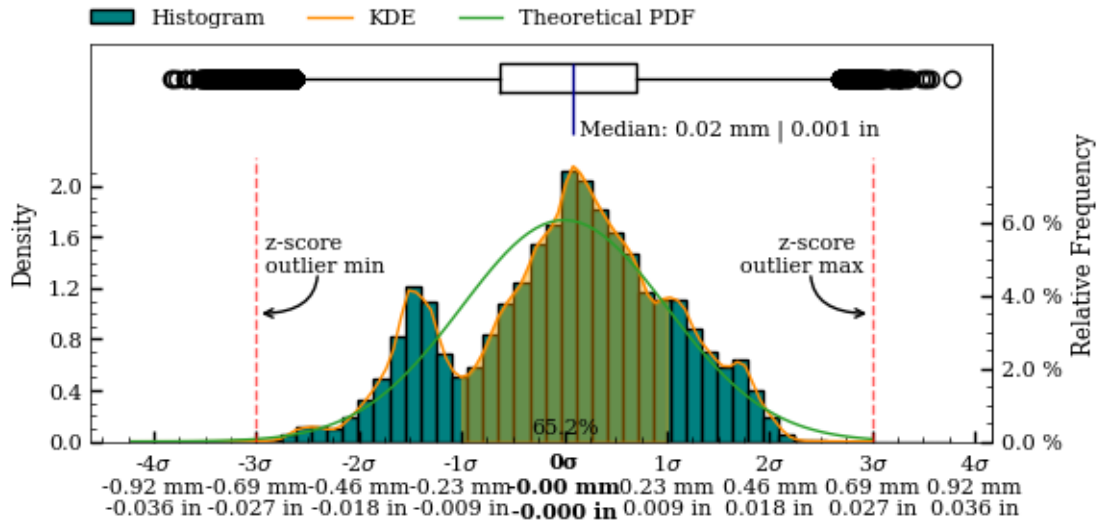 Histogram KDE Theoretical PDF
Median: 0.02 mm | 0.001 in
Density
Relative Frequency
2.0
1.6
1.2
0.8
0.4
0.0
6.0 %
4.0 %
2.0 %
0.0 %
z-score
outlier min
z-score
outlier max
65.2%
-4σ -3σ -2σ -1σ 0σ 1σ 2σ 3σ 4σ
-0.92 mm -0.69 mm -0.46 mm -0.23 mm -0.00 mm 0.23 mm 0.46 mm 0.69 mm 0.92 mm
-0.036 in -0.027 in -0.018 in -0.009 in -0.000 in 0.009 in 0.018 in 0.027 in 0.036 in